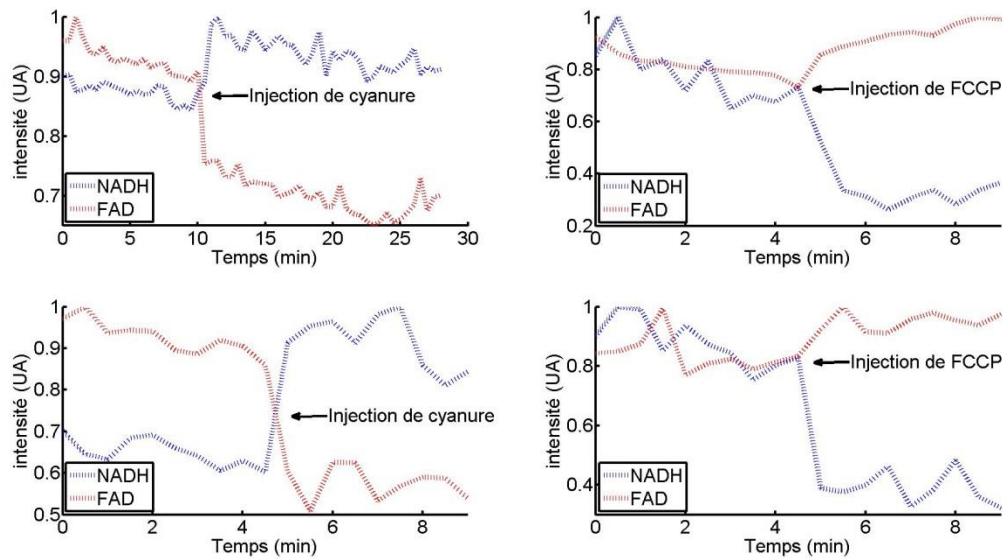 1
0.9
0.8
0.7
intensité (UA)
Injection de cyanure
NADH
FAD
0 5 10 15 20 25 30
Temps (min)
1
0.8
0.6
0.4
0.2
intensité (UA)
Injection de FCCP
NADH
FAD
0 2 4 6 8
Temps (min)
1
0.9
0.8
0.7
0.6
0.5
intensité (UA)
Injection de cyanure
NADH
FAD
0 2 4 6 8
Temps (min)
1
0.8
0.6
0.4
intensité (UA)
Injection de FCCP
NADH
FAD
0 2 4 6 8
Temps (min)